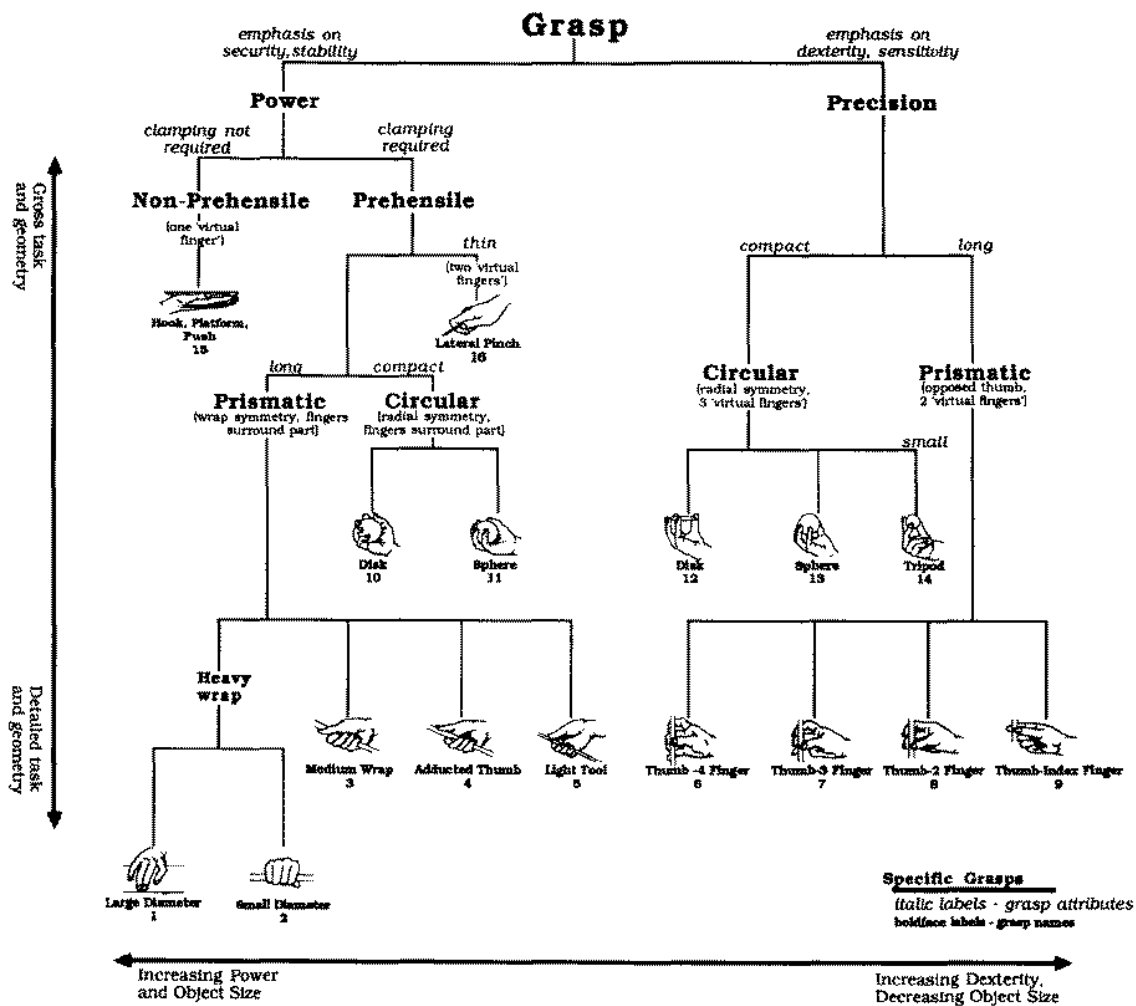 Grasp
emphasis on
security,stability
emphasis on
dexterity, sensitivity
Power
Precision
clamping not
required
clamping
required
Non-Prehensile
(one 'virtual
finger')
Prehensile
thin
(two 'virtual
fingers')
compact
long
Hook, Platform,
Push
15
Lateral Pinch
16
long
compact
Prismatic
(wrap symmetry, fingers
surround part)
Circular
(radial symmetry,
fingers surround part)
Circular
(radial symmetry,
3 'virtual fingers')
Prismatic
(opposed thumb,
2 'virtual fingers')
small
Disk
10
Sphere
11
Disk
12
Sphere
13
Tripod
14
Heavy
wrap
Medium Wrap
3
Adducted Thumb
4
Light Tool
5
Thumb -4 Finger
6
Thumb-3 Finger
7
Thumb-2 Finger
8
Thumb-Index Finger
9
Large Diameter
1
Small Diameter
2
Gross task
and geometry
Detailed task
and geometry
Specific Grasps
italic labels - grasp attributes
boldface labels - grasp names
Increasing Power
and Object Size
Increasing Dexterity,
Decreasing Object Size